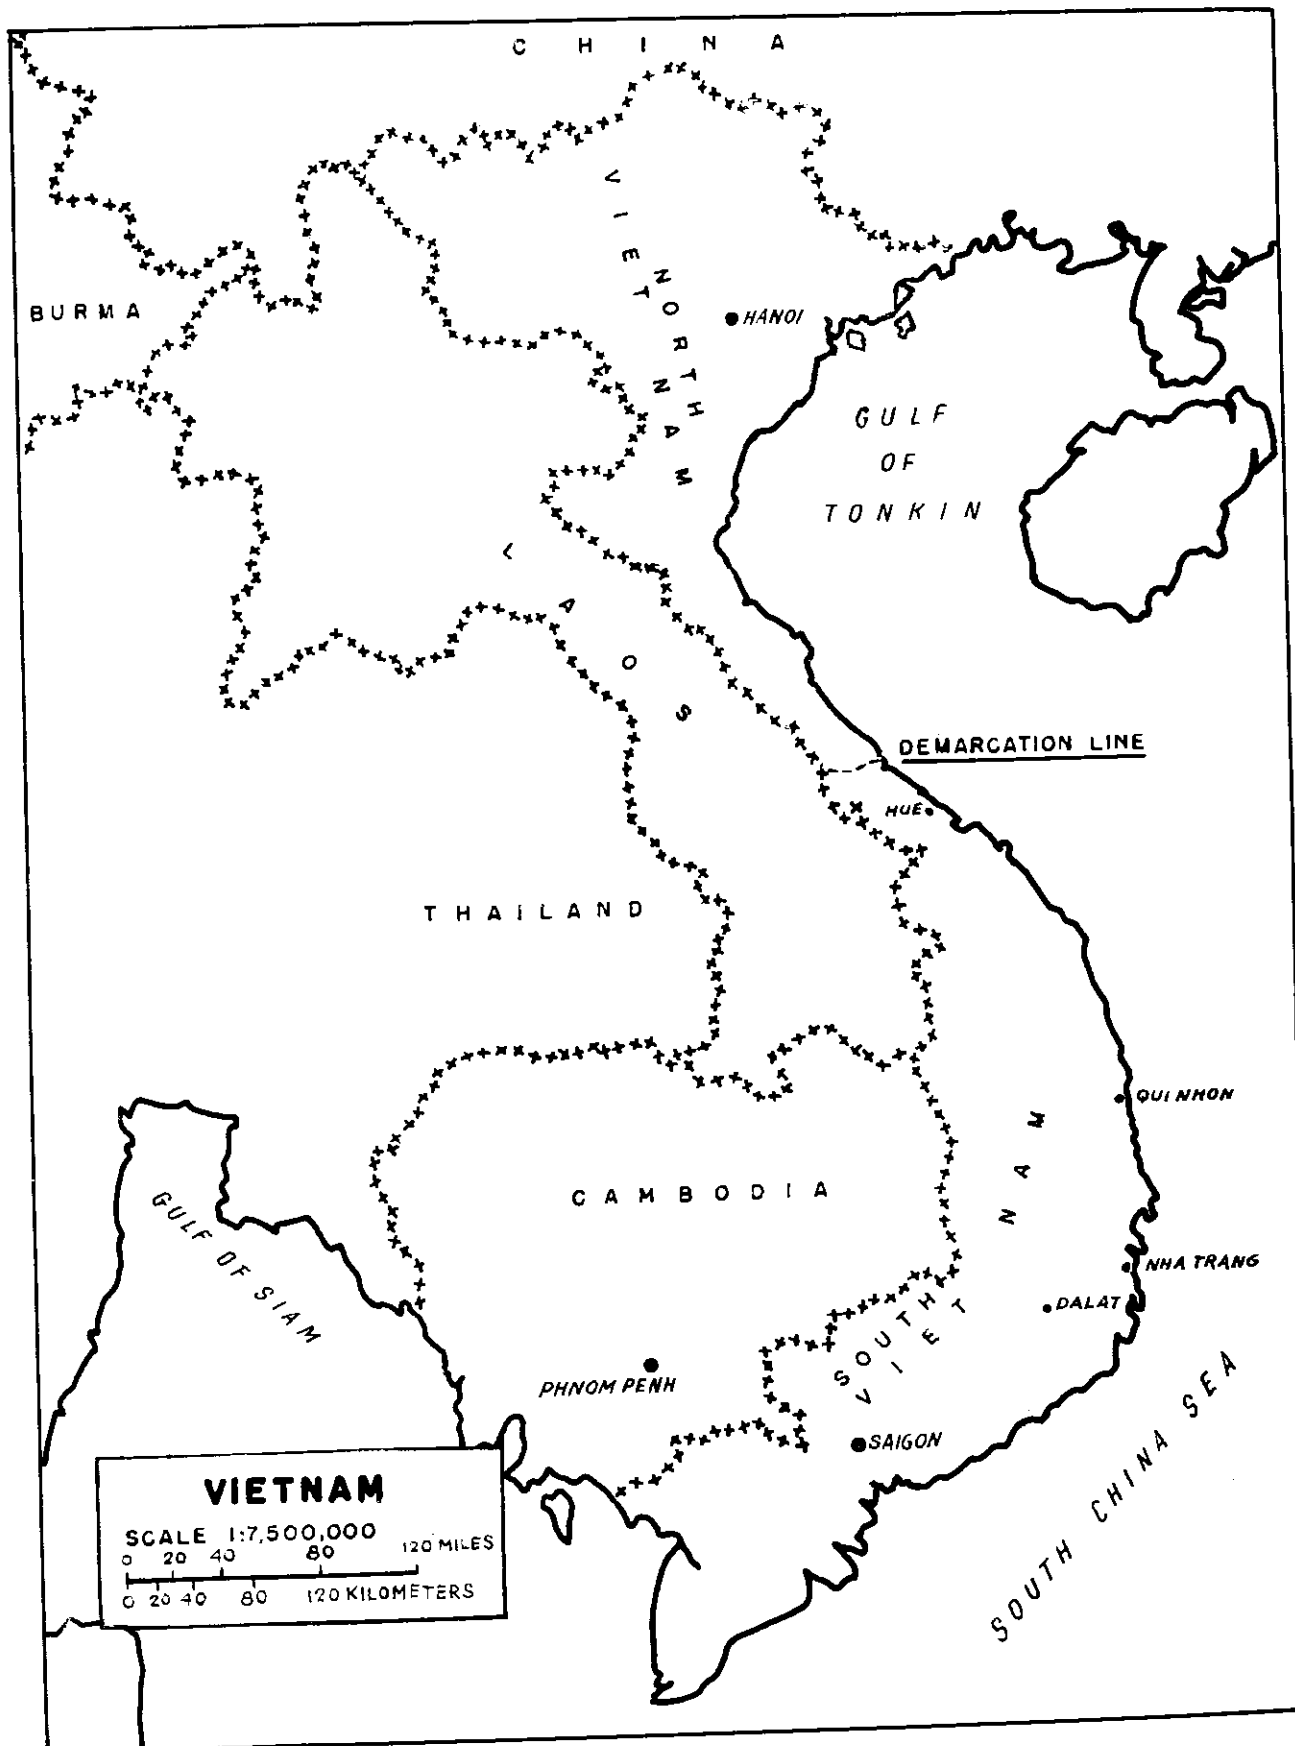 CHINA
VIET NAM
NORTH
BURMA
HANOI
GULF
OF
TONKIN
LAOS
DEMARCATION LINE
HUE
THAILAND
QUI NHON
CAMBODIA
NAM
GULF OF SIAM
NHA TRANG
DALAT
SOUTH
VIET
PHNOM PENH
SAIGON
SOUTH CHINA SEA
VIETNAM
SCALE 1:7,500,000
0 20 40 80 120 MILES
0 20 40 80 120 KILOMETERS